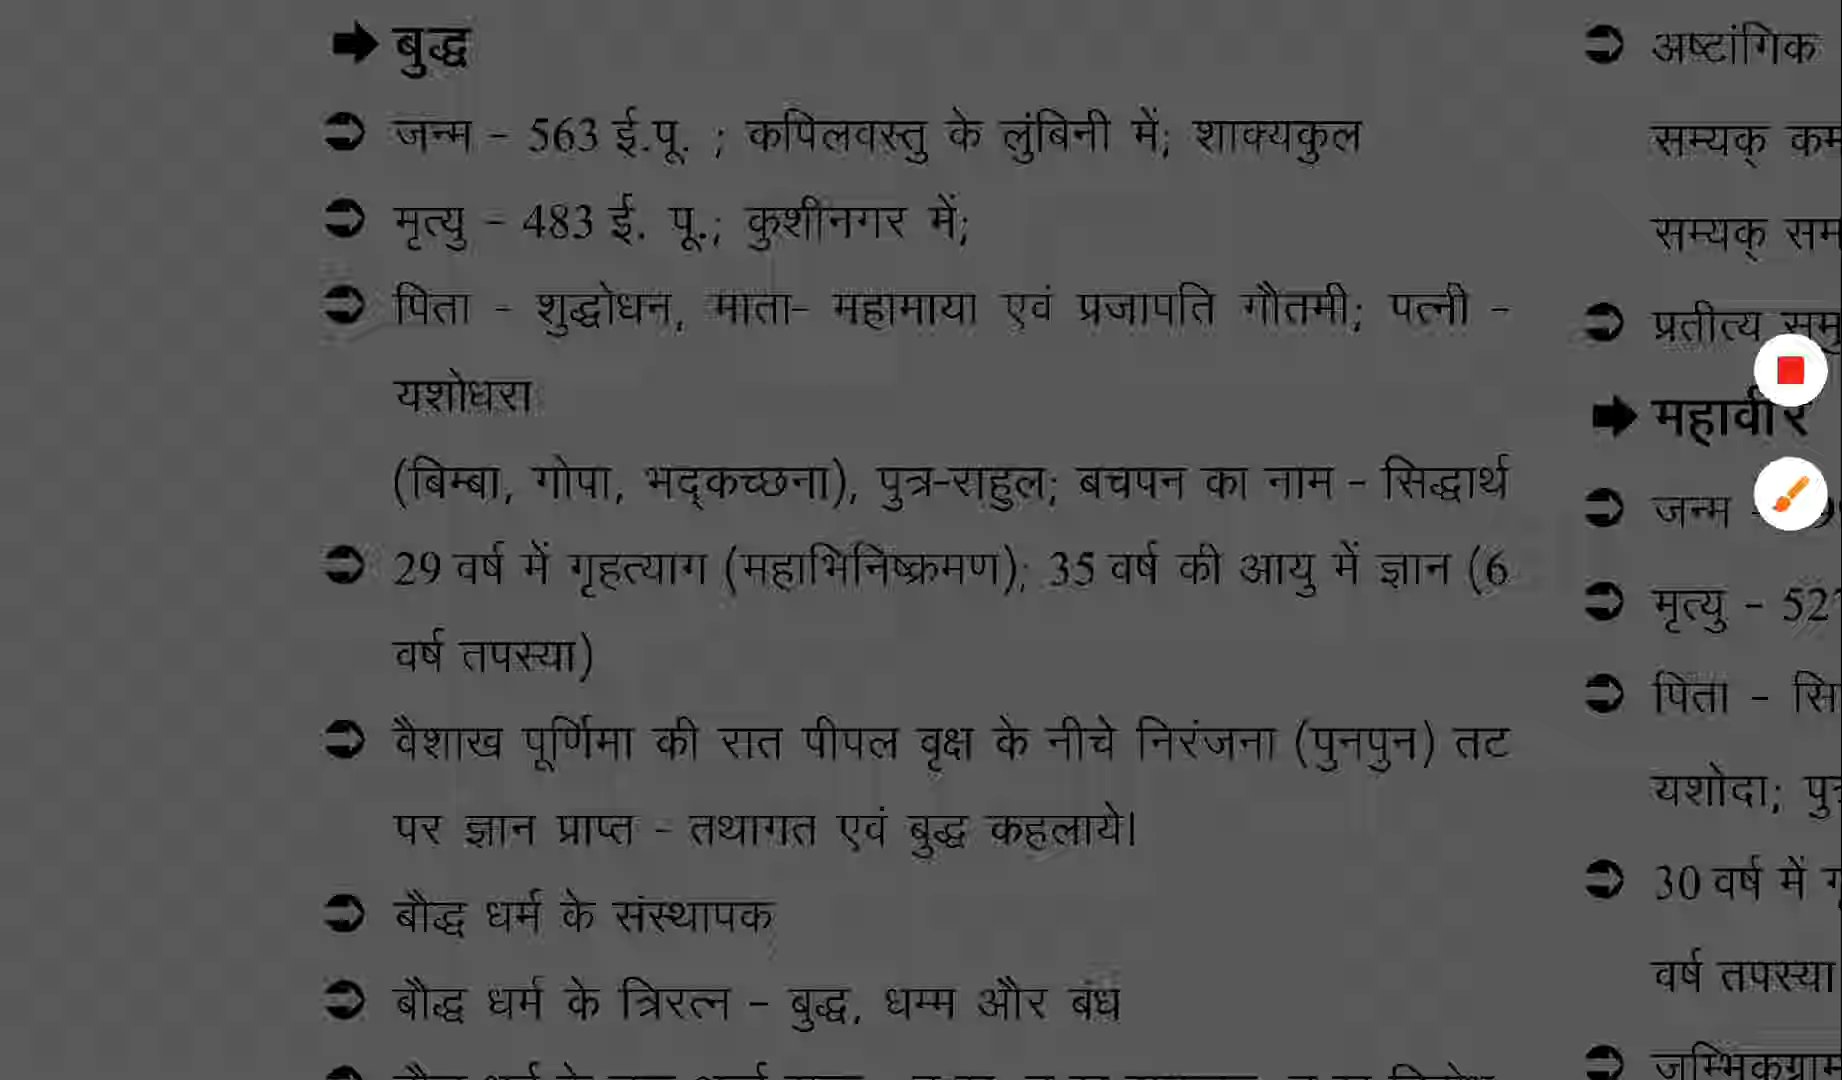 बुद्ध
जन्म - 563 ई.पू. ; कपिलवस्तु के लुंबिनी में; शाक्यकुल
मृत्यु - 483 ई. पू.; कुशीनगर में;
पिता - शुद्धोधन, माता- महामाया एवं प्रजापति गौतमी; पत्नी -
यशोधरा
(बिम्बा, गोपा, भद्कच्छना), पुत्र-राहुल; बचपन का नाम - सिद्धार्थ
29 वर्ष में गृहत्याग (महाभिनिष्क्रमण); 35 वर्ष की आयु में ज्ञान (6
वर्ष तपस्या)
वैशाख पूर्णिमा की रात पीपल वृक्ष के नीचे निरंजना (पुनपुन) तट
पर ज्ञान प्राप्त - तथागत एवं बुद्ध कहलाये।
बौद्ध धर्म के संस्थापक
बौद्ध धर्म के त्रिरत्न - बुद्ध, धम्म और बंध
अष्टांगिक
सम्यक्
सम्यक्
प्रतीत्य
महावीर
जन्म -
मृत्यु - 52
पिता -
यशोदा;
30 वर्ष में
वर्ष तपस्या